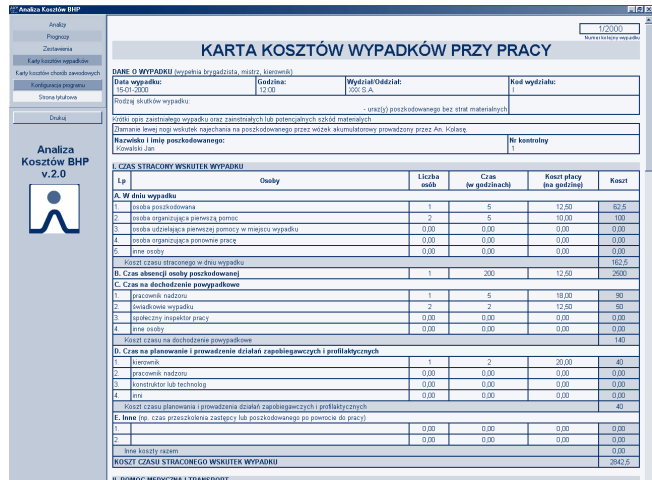 Analiza Kosztów BHP
Analizy
Prognozy
Zestawienia
Karty kosztów wypadków
Karty kosztów chorób zawodowych
Konfiguracja programu
Strona tytułowa
Drukuj
Analiza
Kosztów BHP
v.2.0
1/2000
Numer kolejny wypadku
KARTA KOSZTÓW WYPADKÓW PRZY PRACY
DANE O WYPADKU (wypełnia brygadzista, mistrz, kierownik)
Data wypadku: Godzina: Wydział/Oddział: Kod wydziału:
15-01-2000 12:00 XXX S.A. I
Rodzaj skutków wypadku:
- uraz(y) poszkodowanego bez strat materialnych
Krótki opis zaistniałego wypadku oraz zainstniałych lub potencjalnych szkód materialych
Złamanie lewej nogi wskutek najechania na poszkodowanego przez wózek akumulatorowy prowadzony przez An. Kolasę.
Nazwisko i imię poszkodowanego: Nr kontrolny
Kowalski Jan 1
I. CZAS STRACONY WSKUTEK WYPADKU
Lp Osoby Liczba osób Czas (w godzinach) Koszt płacy (na godzinę) Koszt
A. W dniu wypadku
1. osoba poszkodowana 1 5 12,50 62,5
2. osoba organizująca pierwszą pomoc 2 5 10,00 100
3. osoba udzielająca pierwszej pomocy w miejscu wypadku 0,00 0,00 0,00 0,00
4. osoba organizująca ponownie pracę 0,00 0,00 0,00 0,00
5. inne osoby 0,00 0,00 0,00 0,00
Koszt czasu straconego w dniu wypadku 162,5
B. Czas absencji osoby poszkodowanej 1 200 12,50 2500
C. Czas na dochodzenie powypadkowe
1. pracownik nadzoru 1 5 18,00 90
2. świadkowie wypadku 2 2 12,50 50
3. społeczny inspektor pracy 0,00 0,00 0,00 0,00
4. inne osoby 0,00 0,00 0,00 0,00
Koszt czasu na dochodzenie powypadkowe 140
D. Czas na planowanie i prowadzenie działań zapobiegawczych i profilaktycznych
1. kierownik 1 2 20,00 40
2. pracownik nadzoru 0,00 0,00 0,00 0,00
3. konstruktor lub technolog 0,00 0,00 0,00 0,00
4. inni 0,00 0,00 0,00 0,00
Koszt czasu planowania i prowadzenia działań zapobiegawczych i profilaktycznych 40
E. Inne (np. czas przeszkolenia zastępcy lub poszkodowanego po powrocie do pracy)
1. 0,00 0,00 0,00 0,00
2. 0,00 0,00 0,00 0,00
Inne koszty razem 0,00
KOSZT CZASU STRACONEGO WSKUTEK WYPADKU 2842,5
II. POMOC MEDYCZNA I TRANSPORT